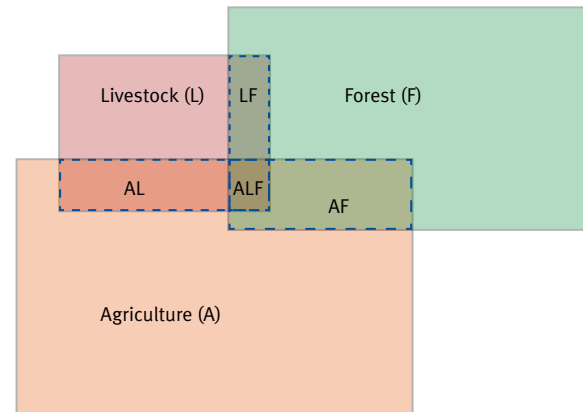 Livestock (L)
LF
Forest (F)
AL
ALF
AF
Agriculture (A)